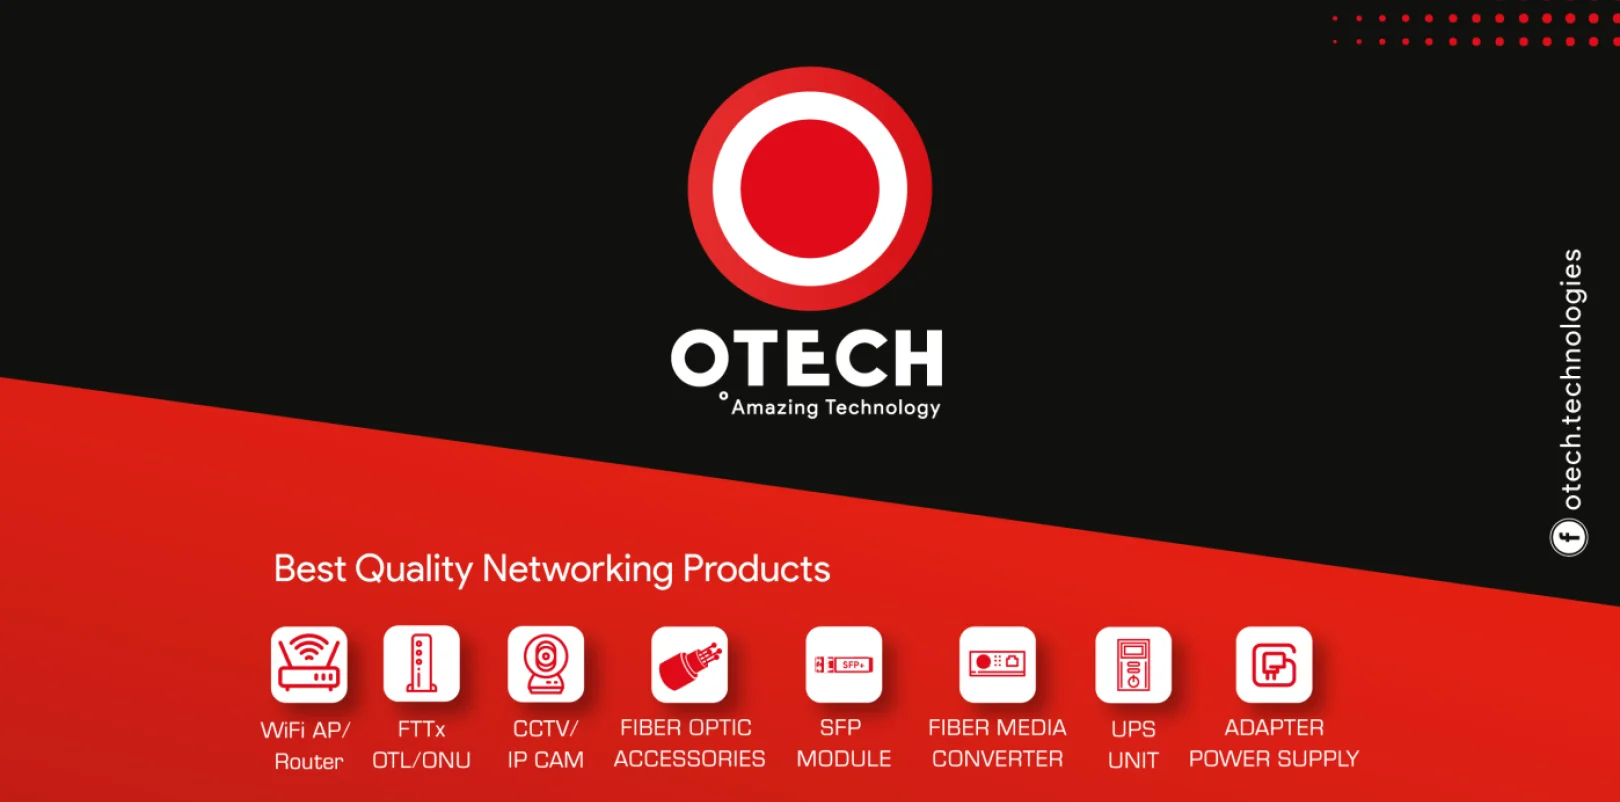 OTECH
Amazing Technology
otech.technologies
Best Quality Networking Products
SFP+
WiFi AP/
Router
FTTx
OTL/ONU
CCTV/
IP CAM
FIBER OPTIC
ACCESSORIES
SFP
MODULE
FIBER MEDIA
CONVERTER
UPS
UNIT
ADAPTER
POWER SUPPLY